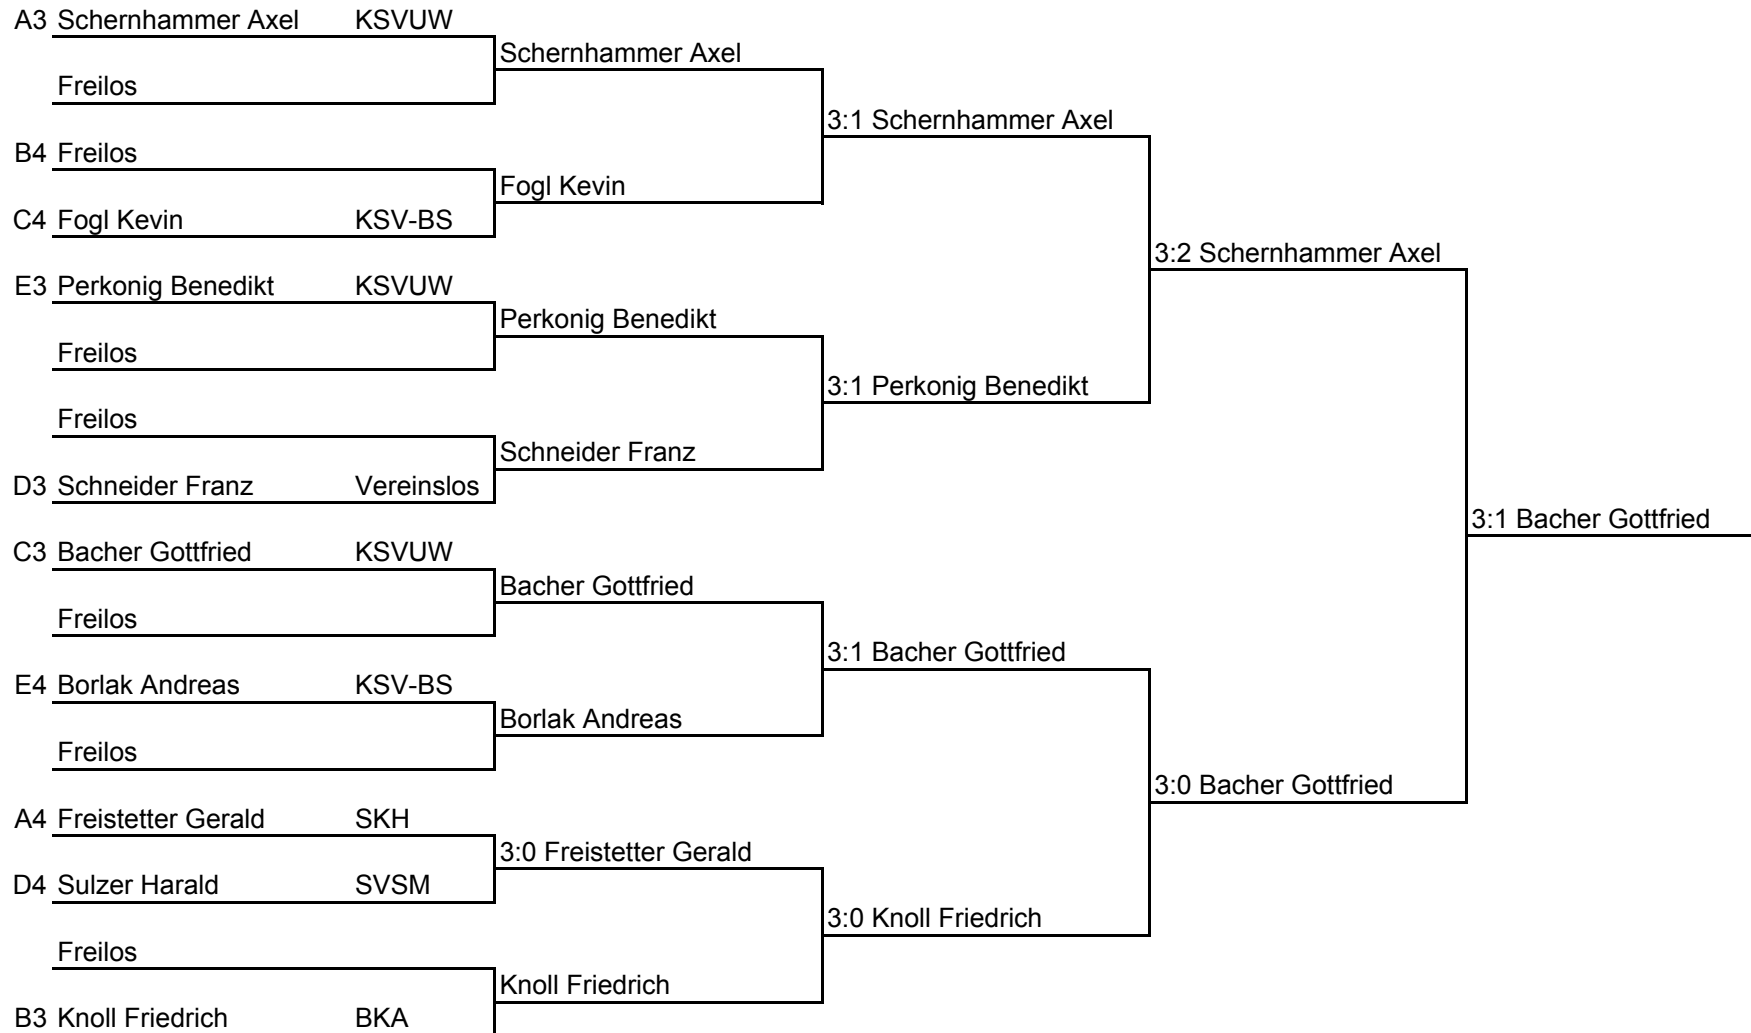 A3 Schernhammer Axel KSVUW
Schernhammer Axel
Freilos
3:1 Schernhammer Axel
B4 Freilos
Fogl Kevin
C4 Fogl Kevin KSV-BS
3:2 Schernhammer Axel
E3 Perkonig Benedikt KSVUW
Perkonig Benedikt
Freilos
3:1 Perkonig Benedikt
Freilos
Schneider Franz
D3 Schneider Franz Vereinslos
3:1 Bacher Gottfried
C3 Bacher Gottfried KSVUW
Bacher Gottfried
Freilos
3:1 Bacher Gottfried
E4 Borlak Andreas KSV-BS
Borlak Andreas
Freilos
3:0 Bacher Gottfried
A4 Freistetter Gerald SKH
3:0 Freistetter Gerald
D4 Sulzer Harald SVSM
3:0 Knoll Friedrich
Freilos
Knoll Friedrich
B3 Knoll Friedrich BKA